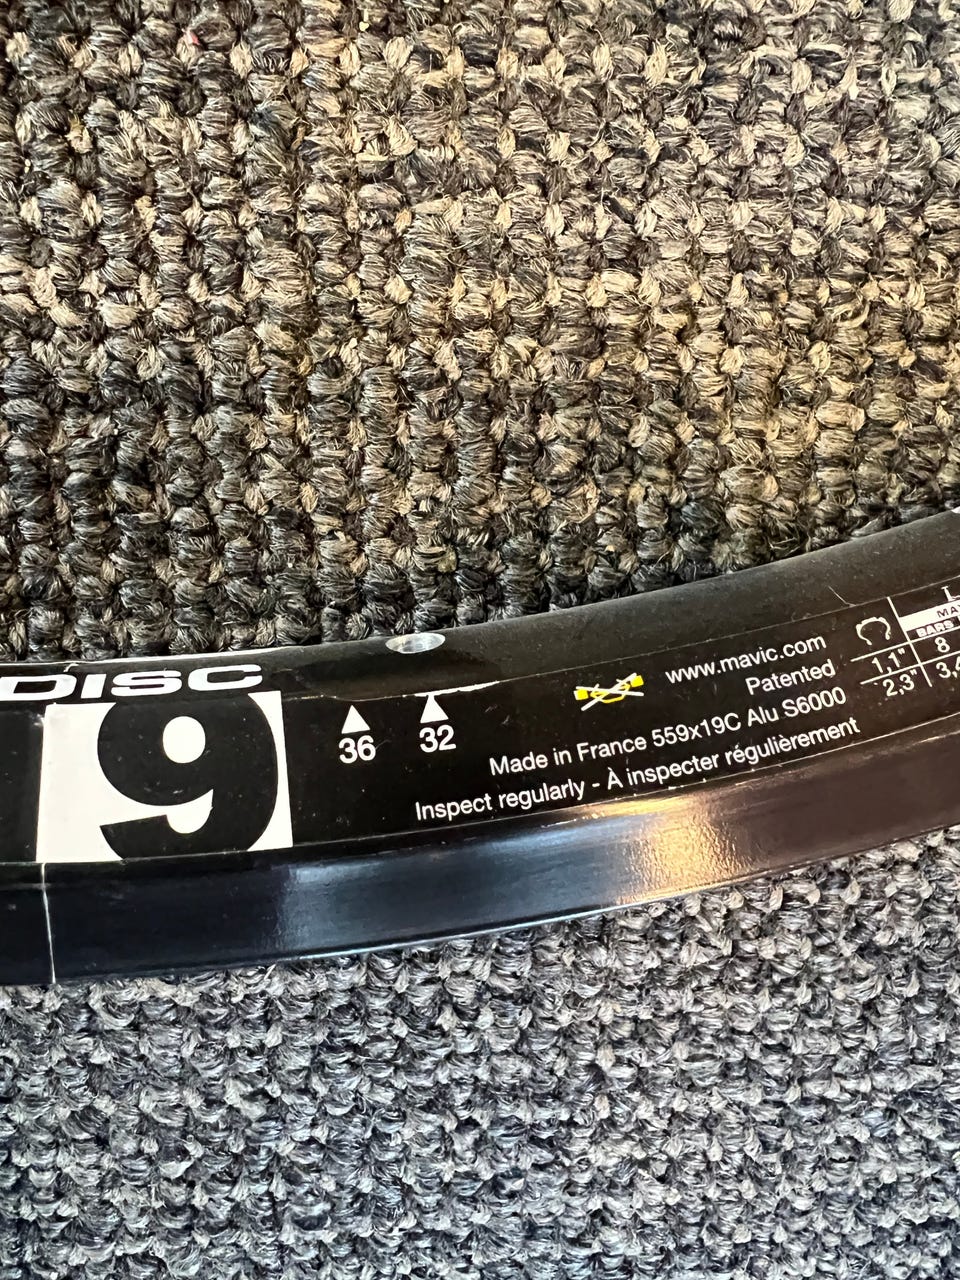 DISC
9
36 32
www.mavic.com
Patented
Made in France 559x19C Alu S6000
Inspect regularly - À inspecter régulièrement
BARS
1.1" 8
2.3"